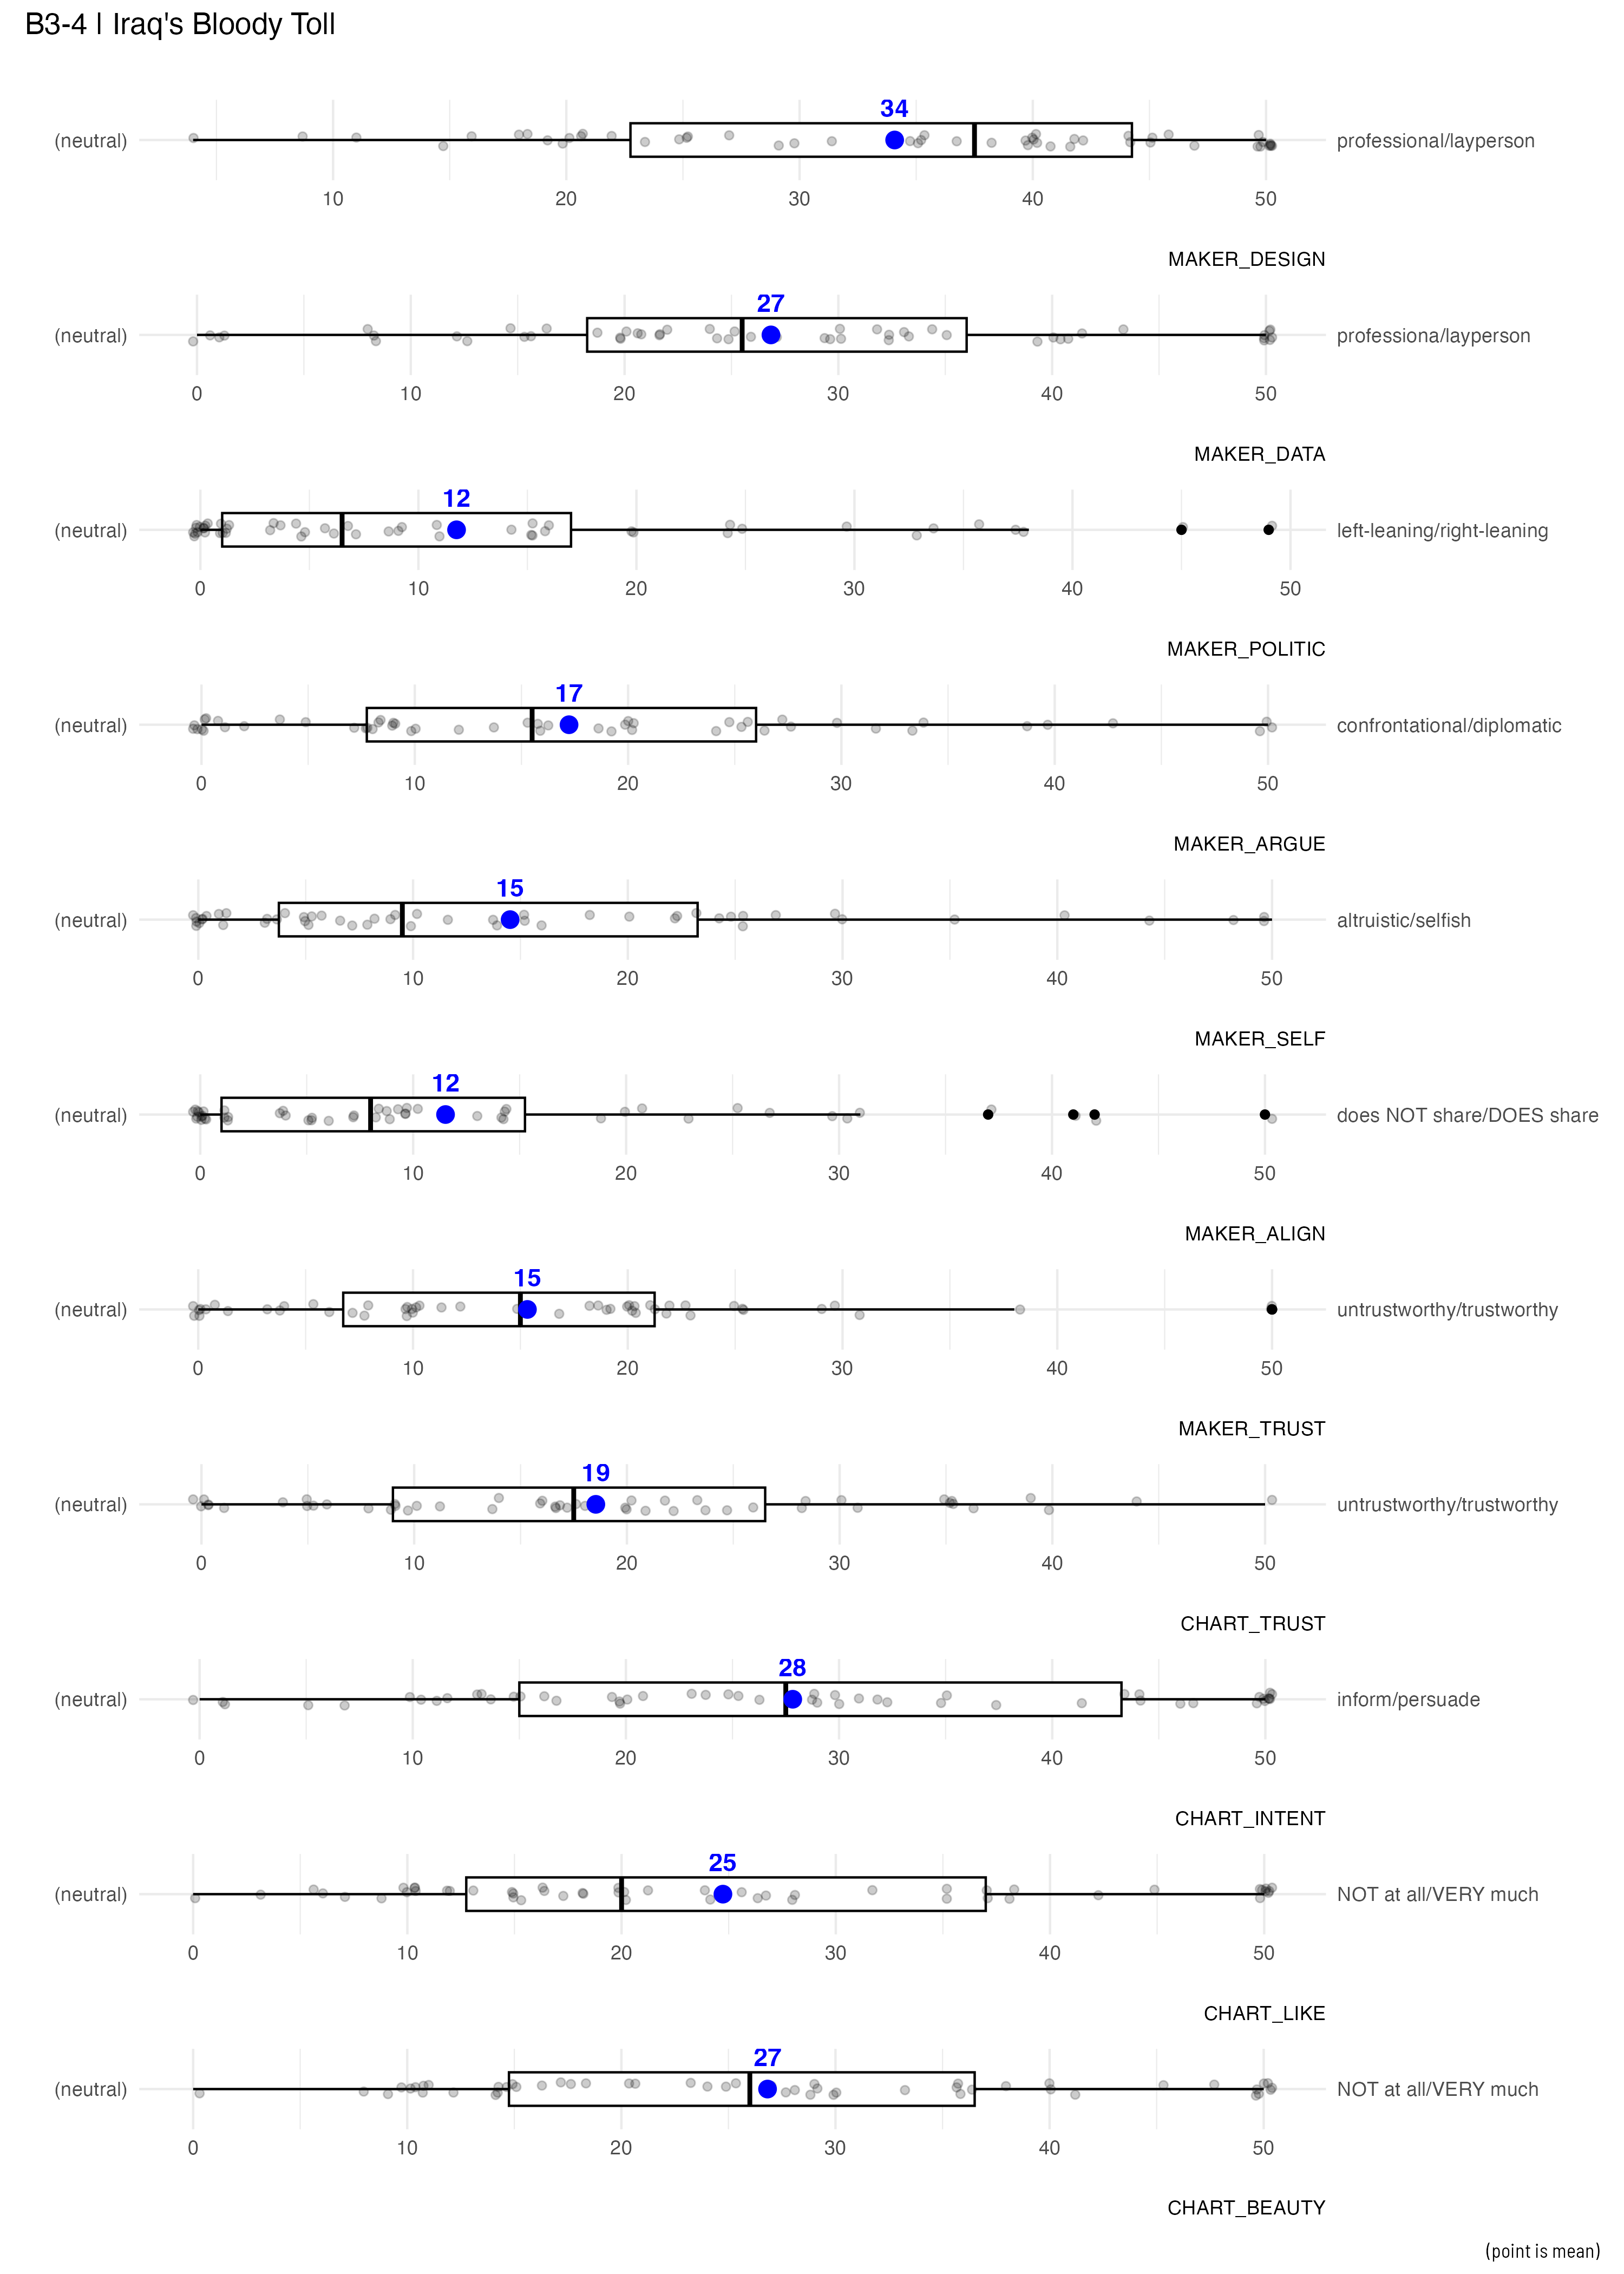 B3-4 | Iraq's Bloody Toll
34
(neutral) professional/layperson
10 20 30 40 50
MAKER_DESIGN
27
(neutral) professiona/layperson
0 10 20 30 40 50
MAKER_DATA
12
(neutral) left-leaning/right-leaning
0 10 20 30 40 50
MAKER_POLITIC
17
(neutral) confrontational/diplomatic
0 10 20 30 40 50
MAKER_ARGUE
15
(neutral) altruistic/selfish
0 10 20 30 40 50
MAKER_SELF
12
(neutral) does NOT share/DOES share
0 10 20 30 40 50
MAKER_ALIGN
15
(neutral) untrustworthy/trustworthy
0 10 20 30 40 50
MAKER_TRUST
19
(neutral) untrustworthy/trustworthy
0 10 20 30 40 50
CHART_TRUST
28
(neutral) inform/persuade
0 10 20 30 40 50
CHART_INTENT
25
(neutral) NOT at all/VERY much
0 10 20 30 40 50
CHART_LIKE
27
(neutral) NOT at all/VERY much
0 10 20 30 40 50
CHART_BEAUTY
(point is mean)